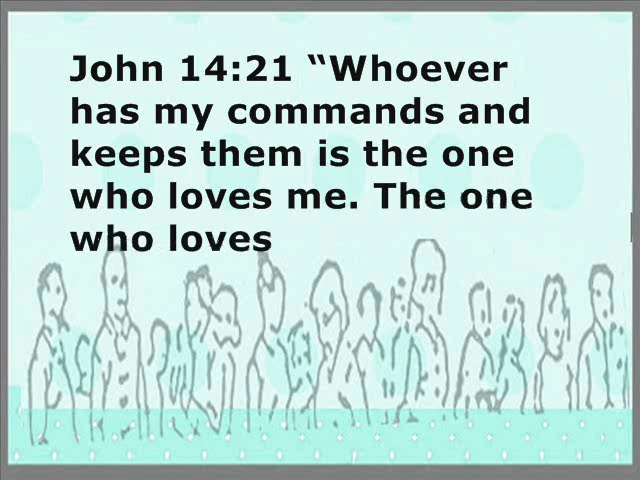 John 14:21 “Whoever
has my commands and
keeps them is the one
who loves me. The one
who loves